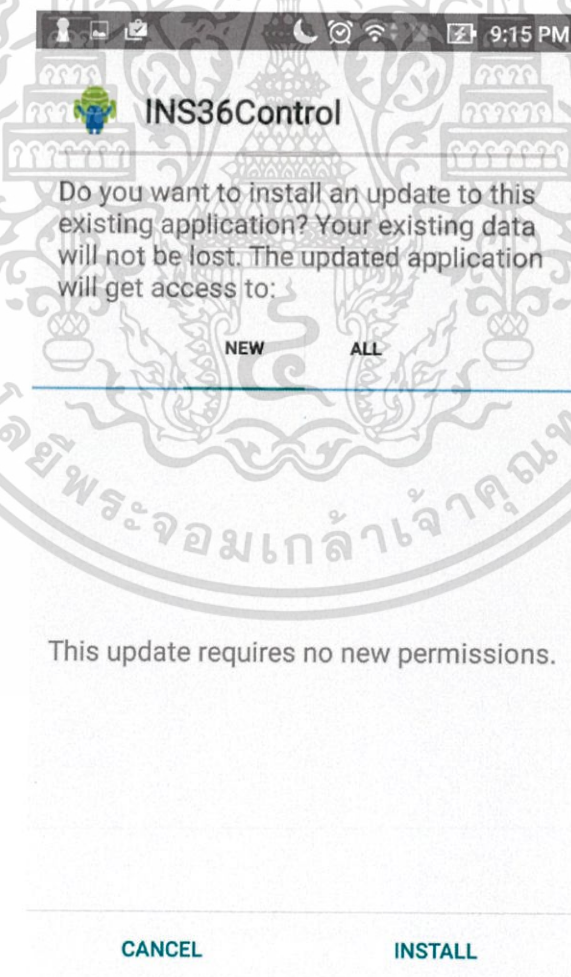 9:15 PM
INS36Control
Do you want to install an update to this
existing application? Your existing data
will not be lost. The updated application
will get access to:
NEW ALL
โลยีพระจอมเกล้าเจ้าคุณท
This update requires no new permissions.
CANCEL INSTALL